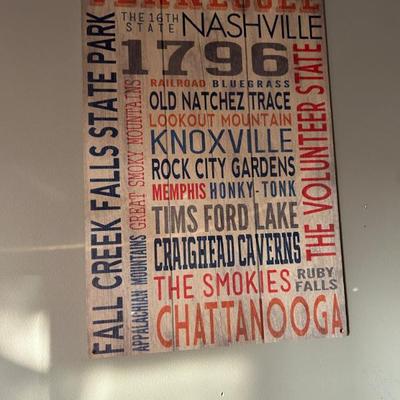 TENNESSEE
THE 16TH STATE
NASHVILLE
1796
RAILROAD BLUEGRASS
OLD NATCHEZ TRACE
LOOKOUT MOUNTAIN
KNOXVILLE
ROCK CITY GARDENS
MEMPHIS HONKY-TONK
TIMS FORD LAKE
CRAIGHEAD CAVERNS
THE SMOKIES
RUBY FALLS
CHATTANOOGA
FALL CREEK FALLS STATE PARK
GREAT SMOKY MOUNTAINS
APPALACHIAN MOUNTAINS
THE VOLUNTEER STATE